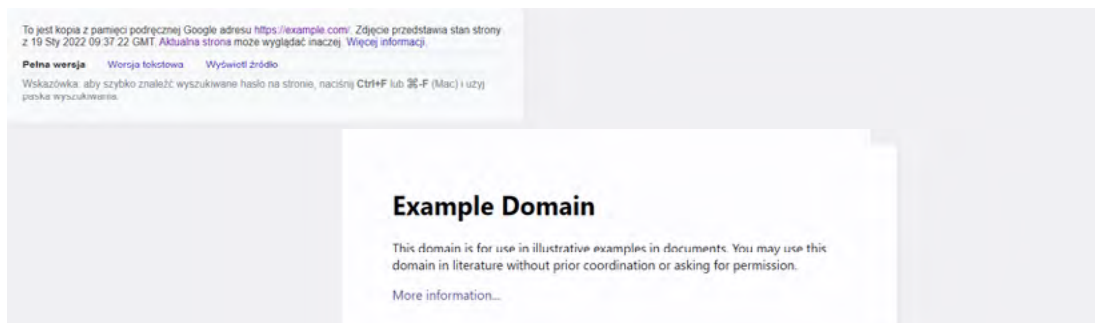 To jest kopia z pamięci podręcznej Google adresu https://example.com/. Zdjęcie przedstawia stan strony
z 19 Sty 2022 09:37:22 GMT. Aktualna strona może wyglądać inaczej. Więcej informacji.
Pełna wersja Wersja tekstowa Wyświetl źródło
Wskazówka: aby szybko znaleźć wyszukiwane hasło na stronie, naciśnij Ctrl+F lub ⌘-F (Mac) i użyj
paska wyszukiwania.
Example Domain
This domain is for use in illustrative examples in documents. You may use this
domain in literature without prior coordination or asking for permission.
More information...